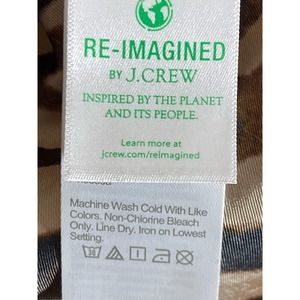 RE-IMAGINED
BY J.CREW
INSPIRED BY THE PLANET
AND ITS PEOPLE.
Learn more at
jcrew.com/reimagined
Machine Wash Cold With Like
Colors. Non-Chlorine Bleach
Only. Line Dry. Iron on Lowest
Setting.